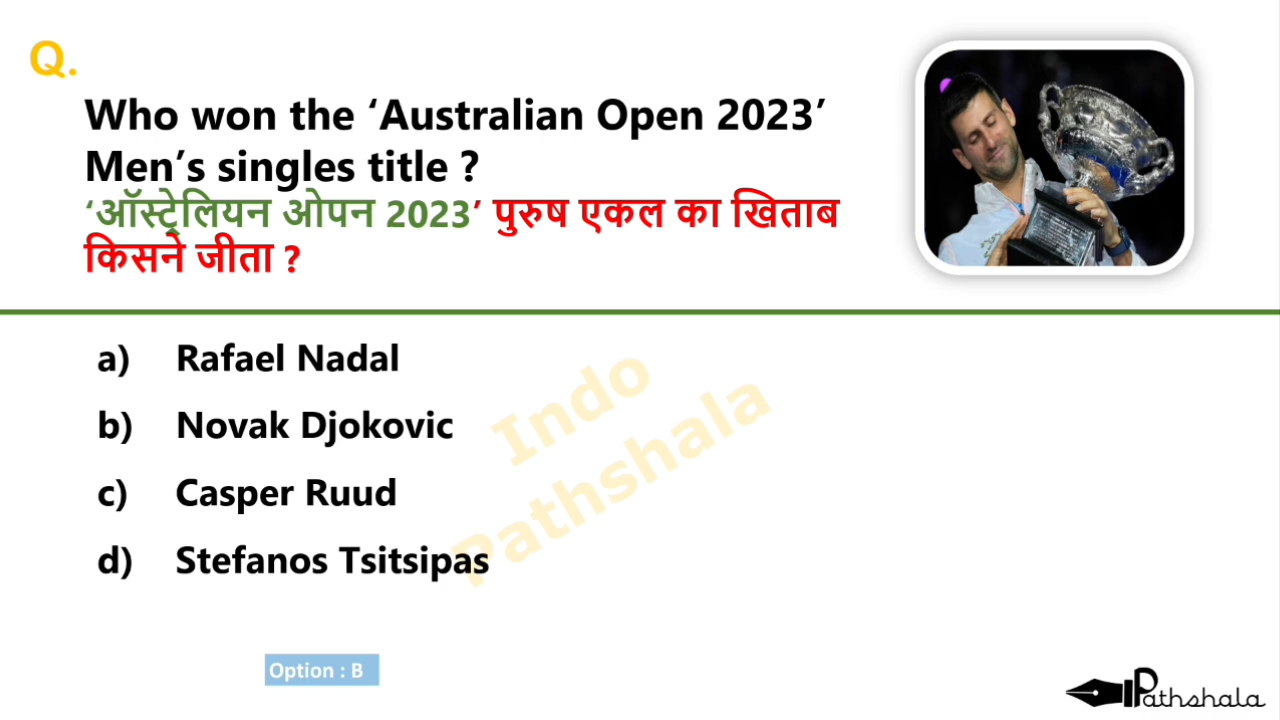 Q.
Who won the ‘Australian Open 2023’
Men’s singles title ?
‘ऑस्ट्रेलियन ओपन 2023’ पुरुष एकल का खिताब
किसने जीता ?
a) Rafael Nadal
b) Novak Djokovic
c) Casper Ruud
d) Stefanos Tsitsipas
Indo
Pathshala
Option : B
Pathshala